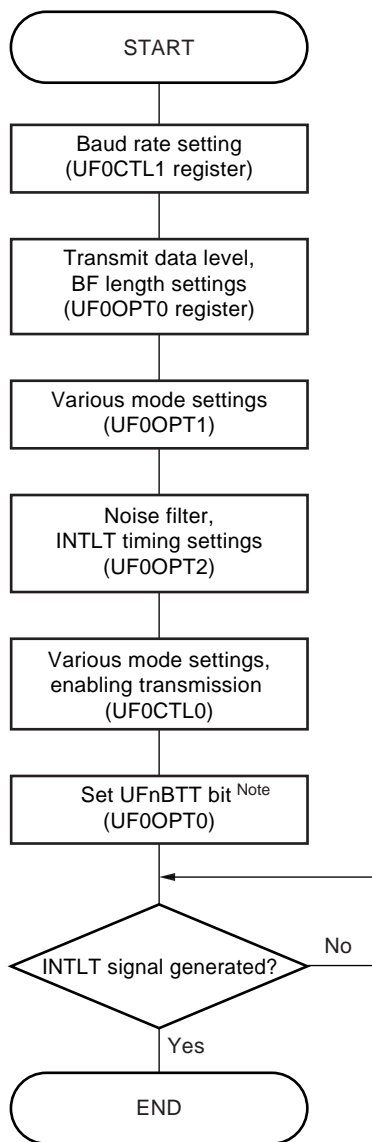 START
Baud rate setting
(UF0CTL1 register)
Transmit data level,
BF length settings
(UF0OPT0 register)
Various mode settings
(UF0OPT1)
Noise filter,
INTLT timing settings
(UF0OPT2)
Various mode settings,
enabling transmission
(UF0CTL0)
Set UFnBTT bit Note
(UF0OPT0)
INTLT signal generated?
No
Yes
END